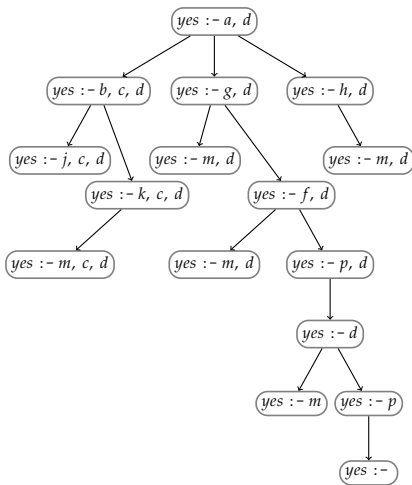 yes :- a, d
yes :- b, c, d
yes :- g, d
yes :- h, d
yes :- j, c, d
yes :- m, d
yes :- m, d
yes :- k, c, d
yes :- f, d
yes :- m, c, d
yes :- m, d
yes :- p, d
yes :- d
yes :- m
yes :- p
yes :-